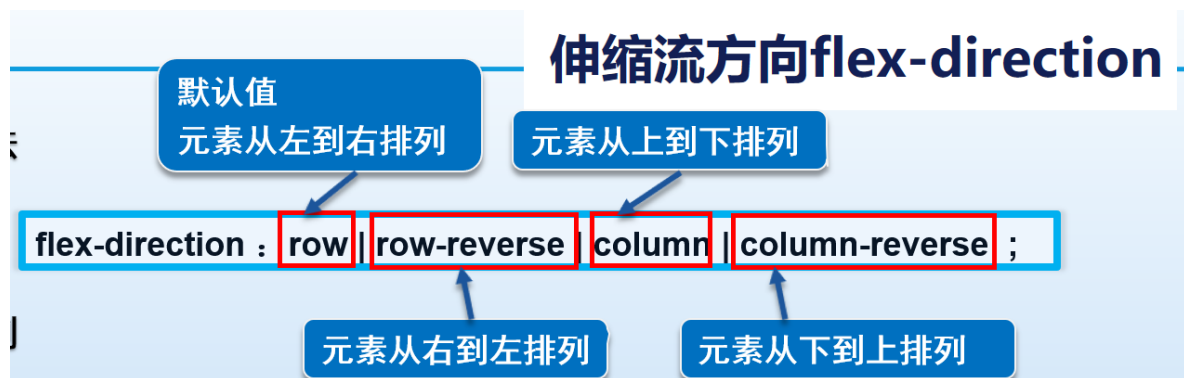 伸缩流方向flex-direction
默认值
元素从左到右排列
元素从上到下排列
flex-direction ： row | row-reverse | column | column-reverse ；
元素从右到左排列
元素从下到上排列